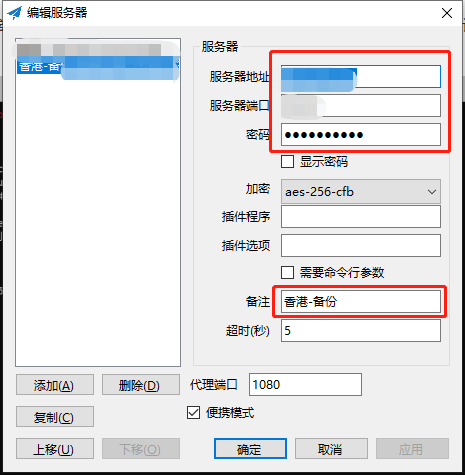 编辑服务器
香港-备份
服务器
服务器地址
服务器端口
密码 ●●●●●●●●●●
显示密码
加密 aes-256-cfb
插件程序
插件选项
需要命令行参数
备注 香港-备份
超时(秒) 5
添加(A) 删除(D) 代理端口 1080
复制(C) 便携模式
上移(U) 下移(O) 确定 取消 应用